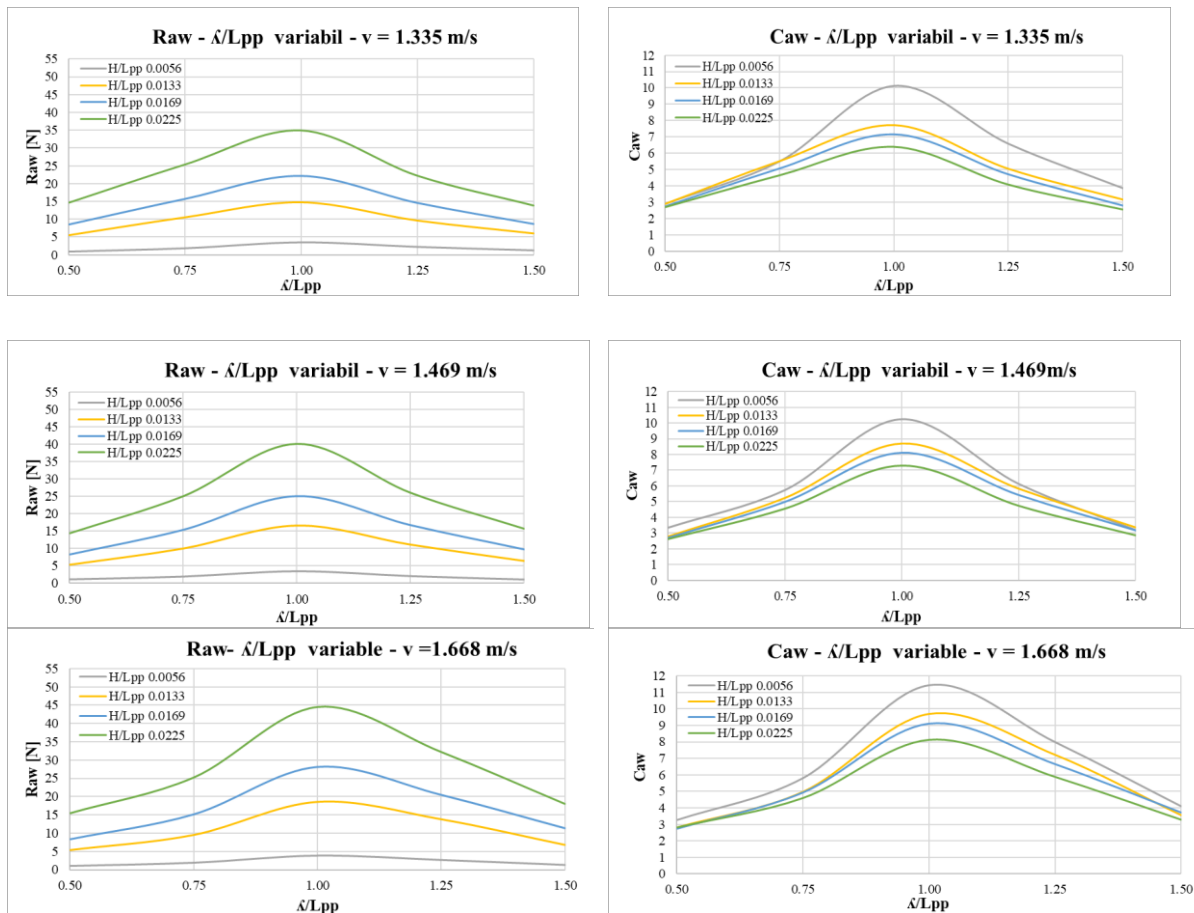 Raw - ʎ/Lpp variabil - v = 1.335 m/s
55
50
45
40
35
30
25
20
15
10
5
0
Raw [N]
H/Lpp 0.0056
H/Lpp 0.0133
H/Lpp 0.0169
H/Lpp 0.0225
0.50 0.75 1.00 1.25 1.50
ʎ/Lpp
Caw - ʎ/Lpp variabil - v = 1.335 m/s
12
11
10
9
8
7
6
5
4
3
2
1
0
Caw
H/Lpp 0.0056
H/Lpp 0.0133
H/Lpp 0.0169
H/Lpp 0.0225
0.50 0.75 1.00 1.25 1.50
ʎ/Lpp
Raw - ʎ/Lpp variabil - v = 1.469 m/s
55
50
45
40
35
30
25
20
15
10
5
0
Raw [N]
H/Lpp 0.0056
H/Lpp 0.0133
H/Lpp 0.0169
H/Lpp 0.0225
0.50 0.75 1.00 1.25 1.50
ʎ/Lpp
Caw - ʎ/Lpp variabil - v = 1.469m/s
12
11
10
9
8
7
6
5
4
3
2
1
0
Caw
H/Lpp 0.0056
H/Lpp 0.0133
H/Lpp 0.0169
H/Lpp 0.0225
0.50 0.75 1.00 1.25 1.50
ʎ/Lpp
Raw- ʎ/Lpp variable - v =1.668 m/s
55
50
45
40
35
30
25
20
15
10
5
0
Raw [N]
H/Lpp 0.0056
H/Lpp 0.0133
H/Lpp 0.0169
H/Lpp 0.0225
0.50 0.75 1.00 1.25 1.50
ʎ/Lpp
Caw - ʎ/Lpp variable - v = 1.668 m/s
12
11
10
9
8
7
6
5
4
3
2
1
0
Caw
H/Lpp 0.0056
H/Lpp 0.0133
H/Lpp 0.0169
H/Lpp 0.0225
0.50 0.75 1.00 1.25 1.50
ʎ/Lpp